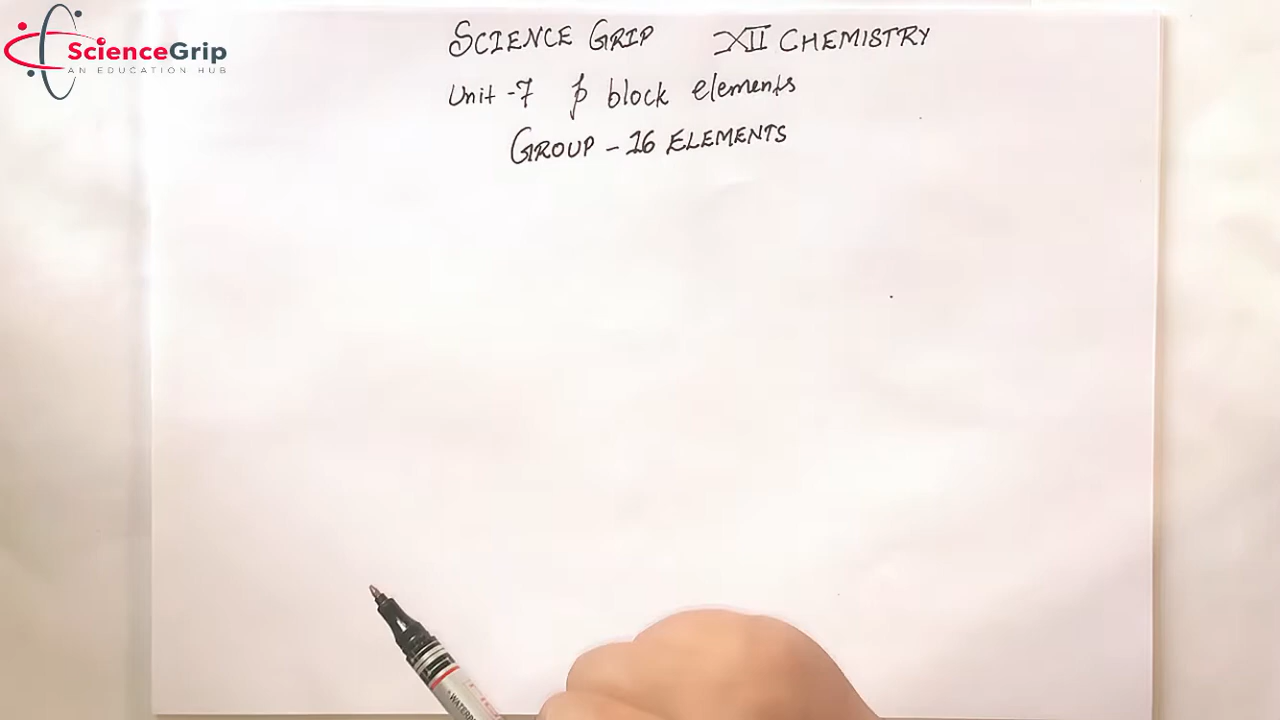 ScienceGrip
AN EDUCATION HUB
SCIENCE GRIP XII CHEMISTRY
Unit -7 p block elements
GROUP - 16 ELEMENTS